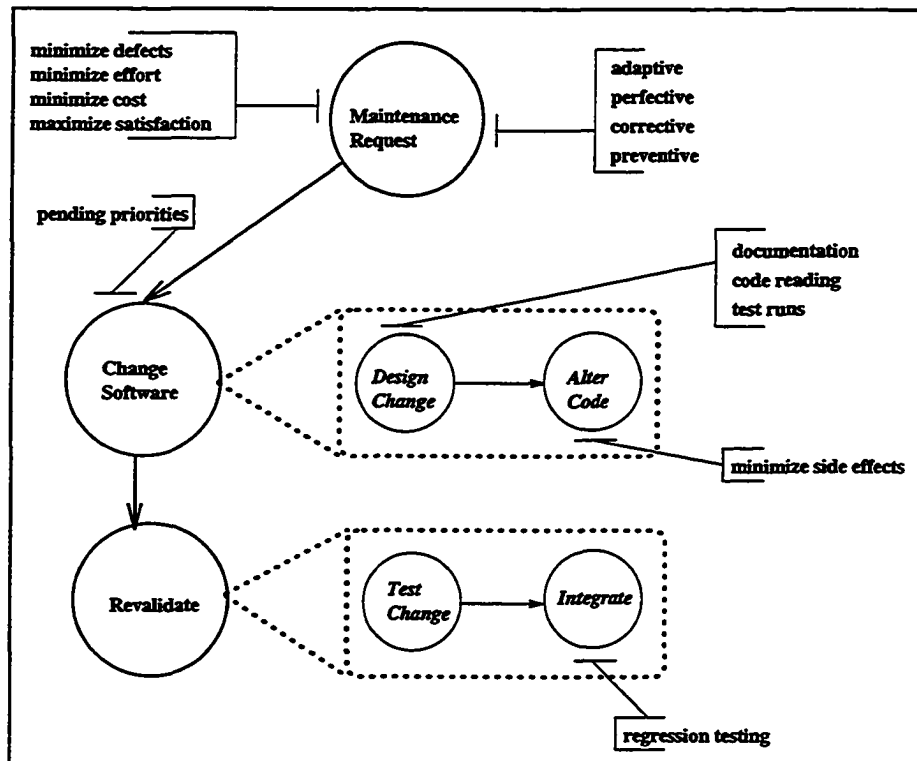 minimize defects
minimize effort
minimize cost
maximize satisfaction
Maintenance
Request
adaptive
perfective
corrective
preventive
pending priorities
documentation
code reading
test runs
Change
Software
Design
Change
Alter
Code
minimize side effects
Revalidate
Test
Change
Integrate
regression testing